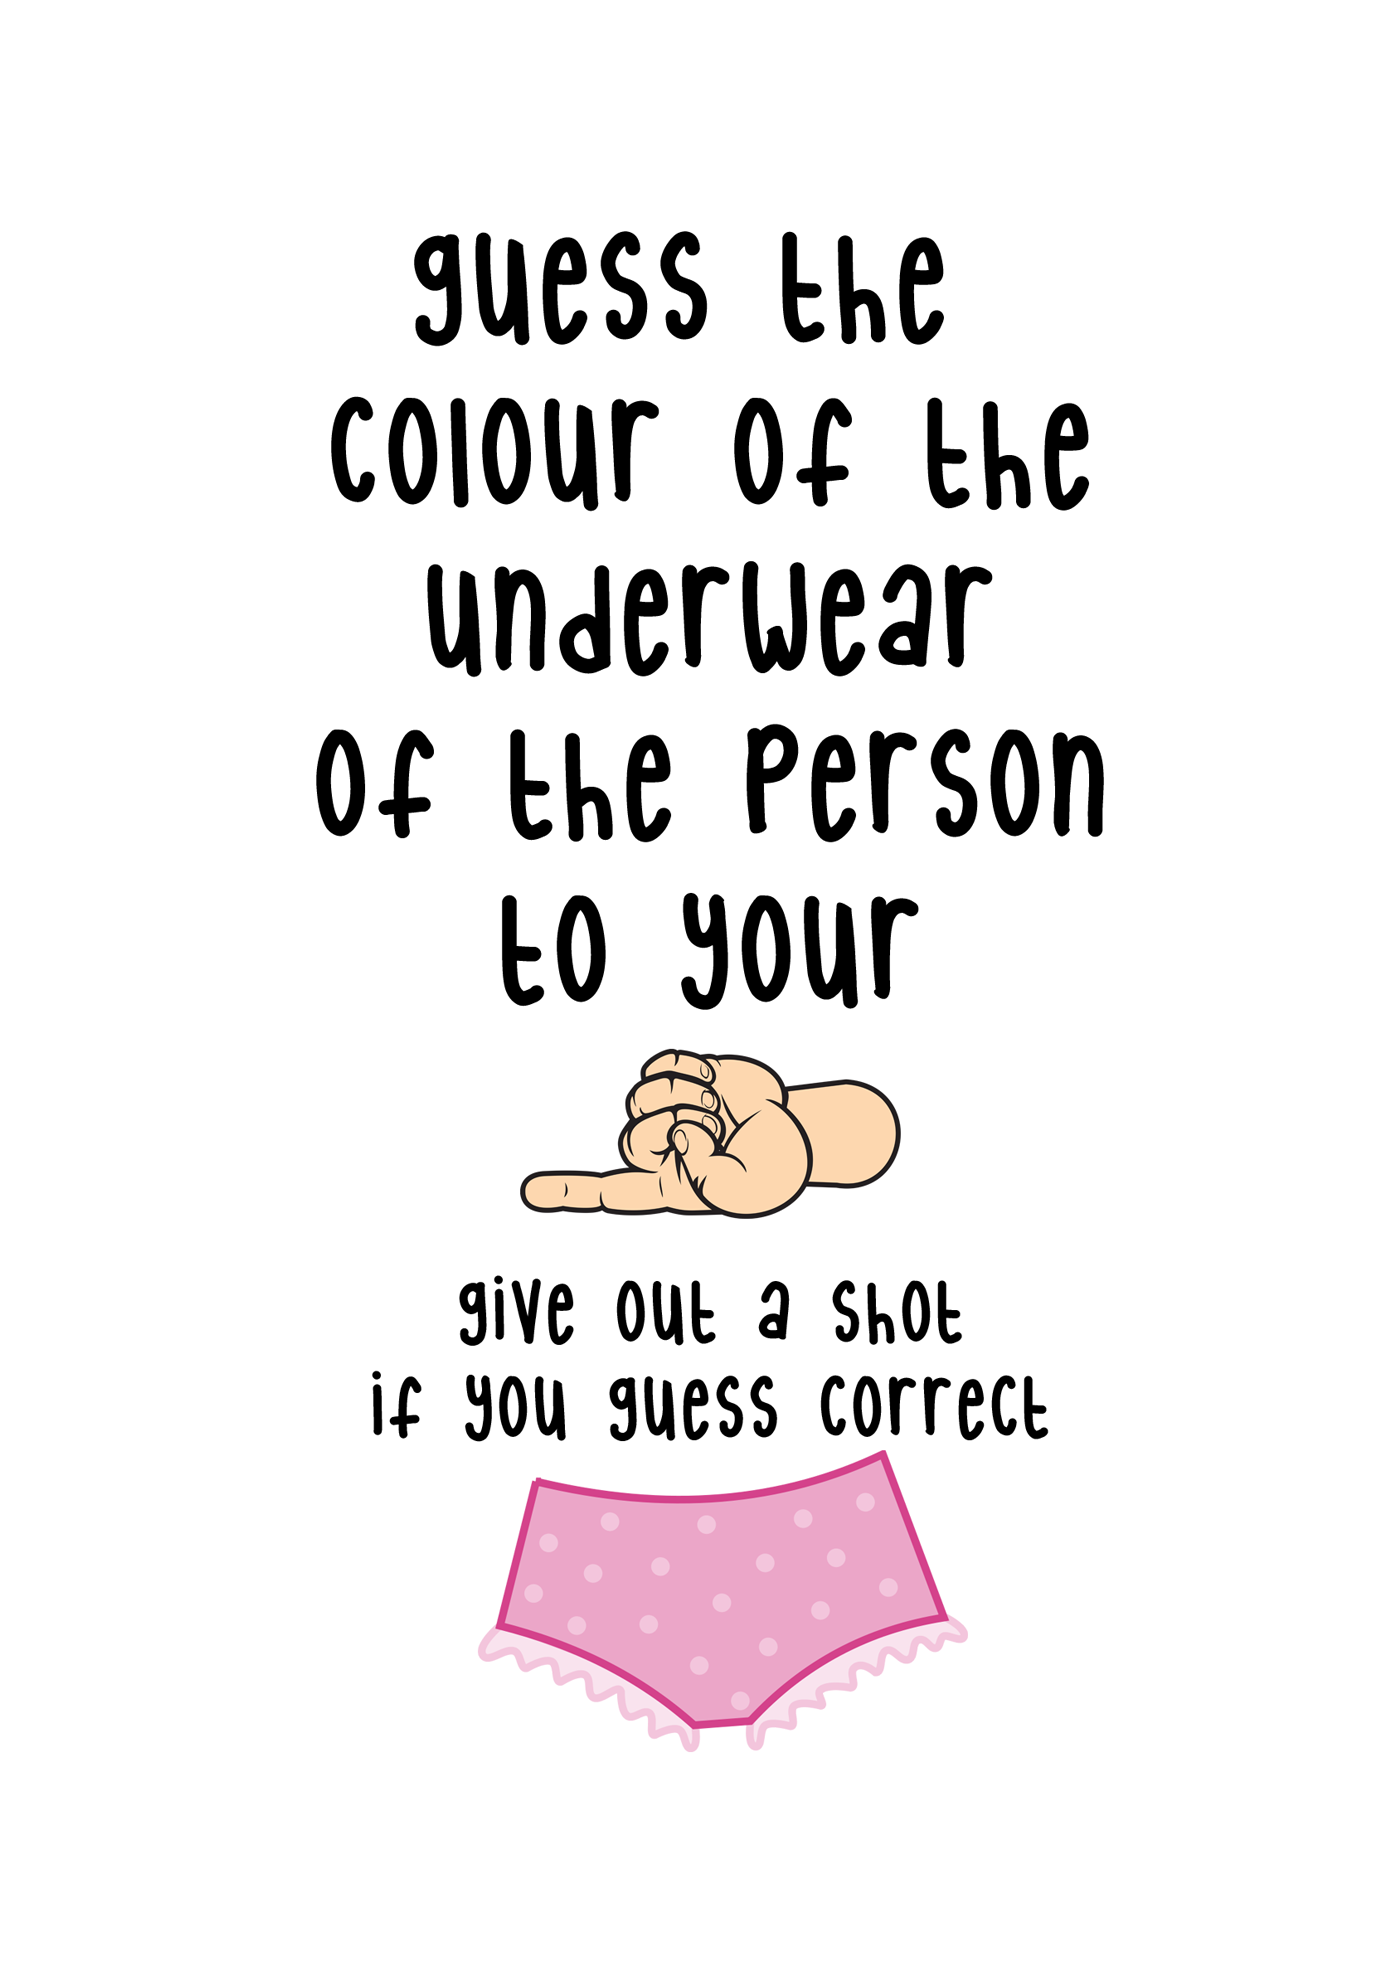 guess the
colour of the
underwear
of the person
to your
give out a shot
if you guess correct